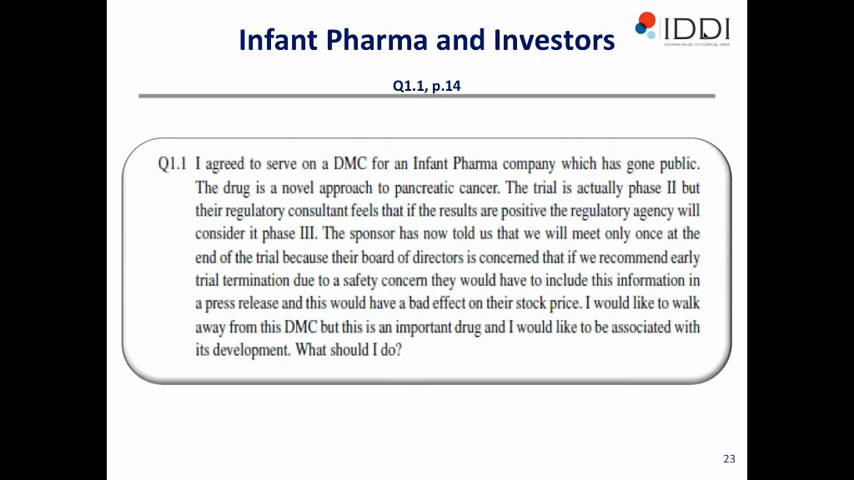 Infant Pharma and Investors
IDDI
Q1.1, p.14
Q1.1 I agreed to serve on a DMC for an Infant Pharma company which has gone public.
The drug is a novel approach to pancreatic cancer. The trial is actually phase II but
their regulatory consultant feels that if the results are positive the regulatory agency will
consider it phase III. The sponsor has now told us that we will meet only once at the
end of the trial because their board of directors is concerned that if we recommend early
trial termination due to a safety concern they would have to include this information in
a press release and this would have a bad effect on their stock price. I would like to walk
away from this DMC but this is an important drug and I would like to be associated with
its development. What should I do?
23